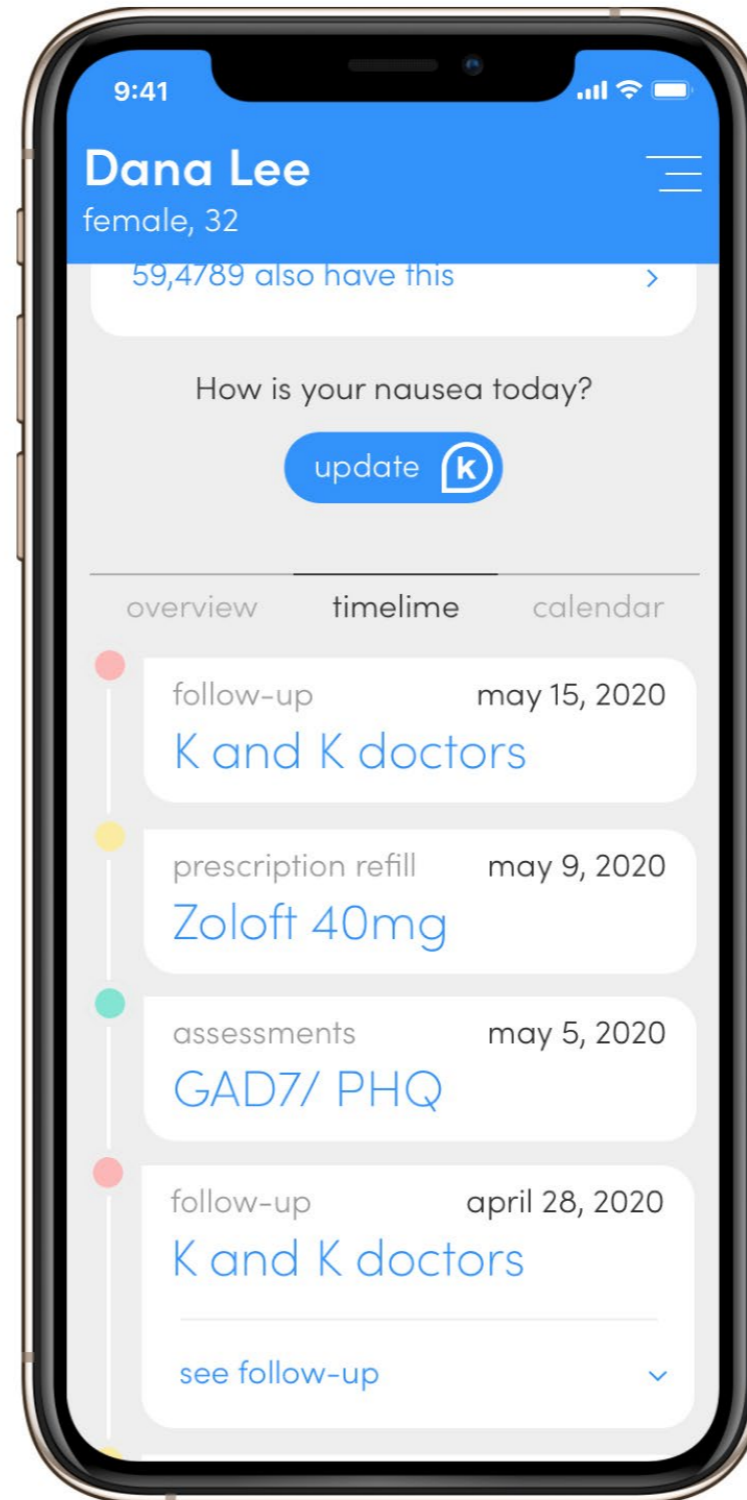 9:41
Dana Lee
female, 32
59,4789 also have this
How is your nausea today?
update k
overview timelime calendar
follow-up may 15, 2020
K and K doctors
prescription refill may 9, 2020
Zoloft 40mg
assessments may 5, 2020
GAD7/ PHQ
follow-up april 28, 2020
K and K doctors
see follow-up